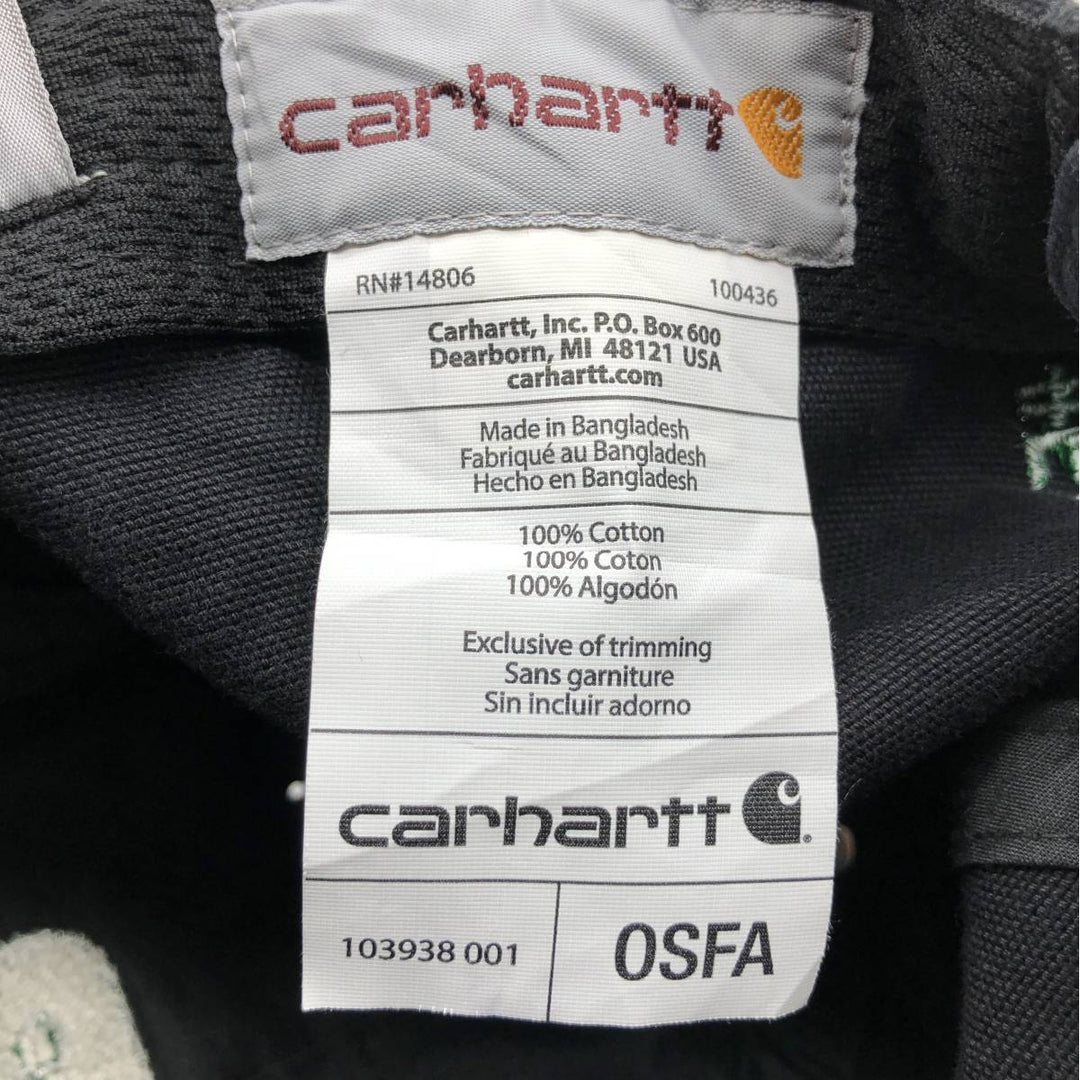 carhartt
RN#14806 100436
Carhartt, Inc. P.O. Box 600
Dearborn, MI 48121 USA
carhartt.com
Made in Bangladesh
Fabriqué au Bangladesh
Hecho en Bangladesh
100% Cotton
100% Coton
100% Algodón
Exclusive of trimming
Sans garniture
Sin incluir adorno
carhartt
103938 001 OSFA